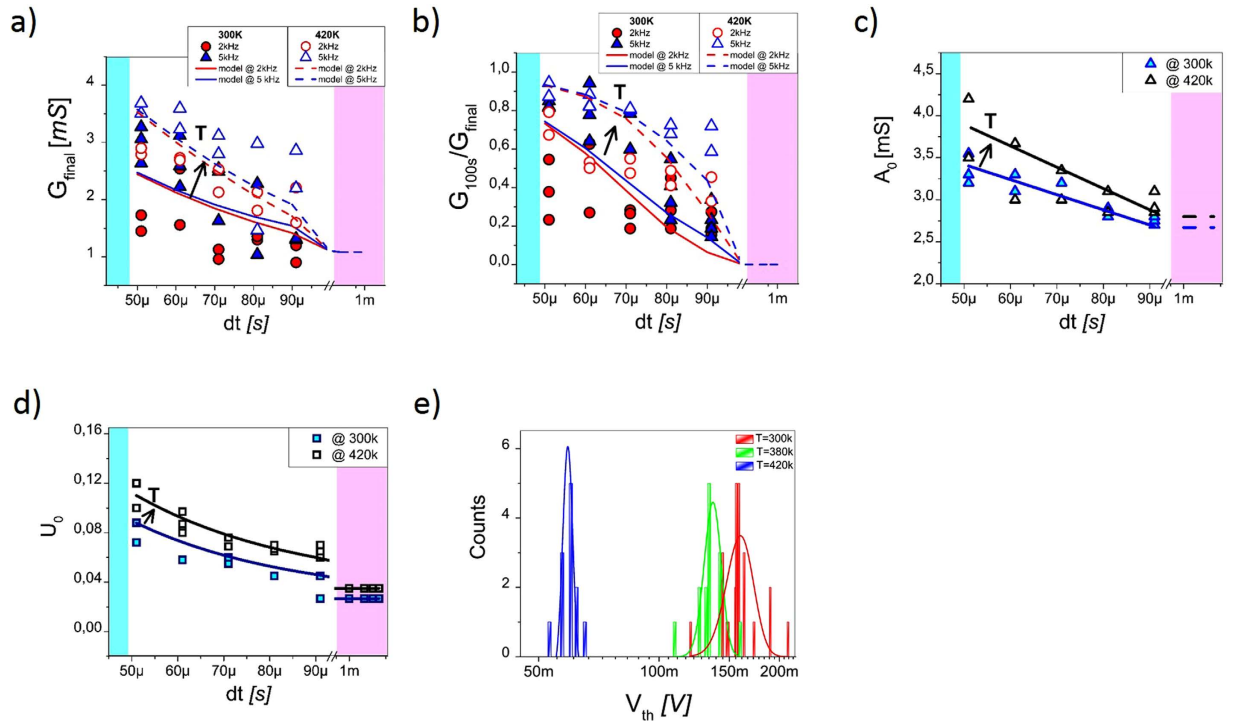 a)
300K 420K
2kHz 2kHz
5kHz 5kHz
model @ 2kHz model @ 2kHz
model @ 5 kHz model @ 5kHz
G_final [mS]
4
3
2
1
T
50µ 60µ 70µ 80µ 90µ 1m
dt [s]
b)
300K 420K
2kHz 2kHz
5kHz 5kHz
model @ 2kHz model @ 2kHz
model @ 5 kHz model @ 5kHz
G_100s/G_final
1,0
0,8
0,6
0,4
0,2
0,0
T
50µ 60µ 70µ 80µ 90µ 1m
dt [s]
c)
@ 300k
@ 420k
A_0 [mS]
4,5
4,0
3,5
3,0
2,5
2,0
T
50µ 60µ 70µ 80µ 90µ 1m
dt [s]
d)
@ 300k
@ 420k
U_0
0,16
0,12
0,08
0,04
0,00
T
50µ 60µ 70µ 80µ 90µ 1m
dt [s]
e)
T=300k
T=380k
T=420k
Counts
6
4
2
0
50m 100m 150m 200m
V_th [V]